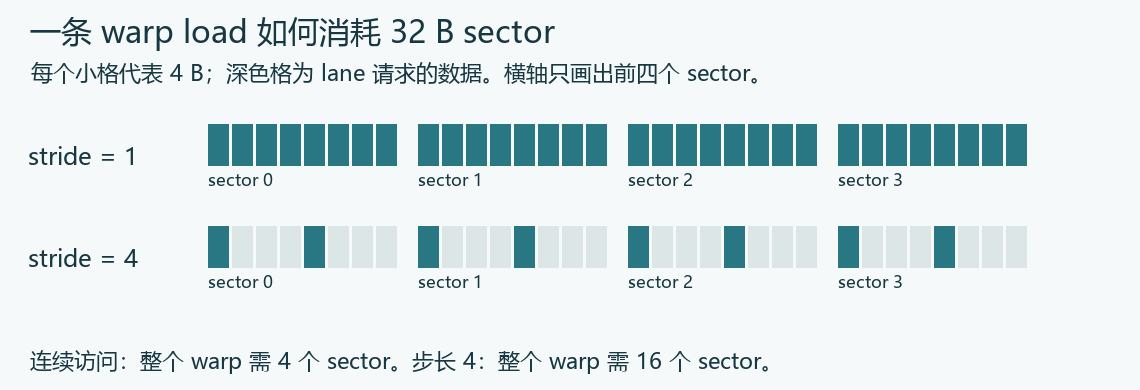 一条 warp load 如何消耗 32 B sector
每个小格代表 4 B；深色格为 lane 请求的数据。横轴只画出前四个 sector。
stride = 1
sector 0
sector 1
sector 2
sector 3
stride = 4
sector 0
sector 1
sector 2
sector 3
连续访问：整个 warp 需 4 个 sector。步长 4：整个 warp 需 16 个 sector。